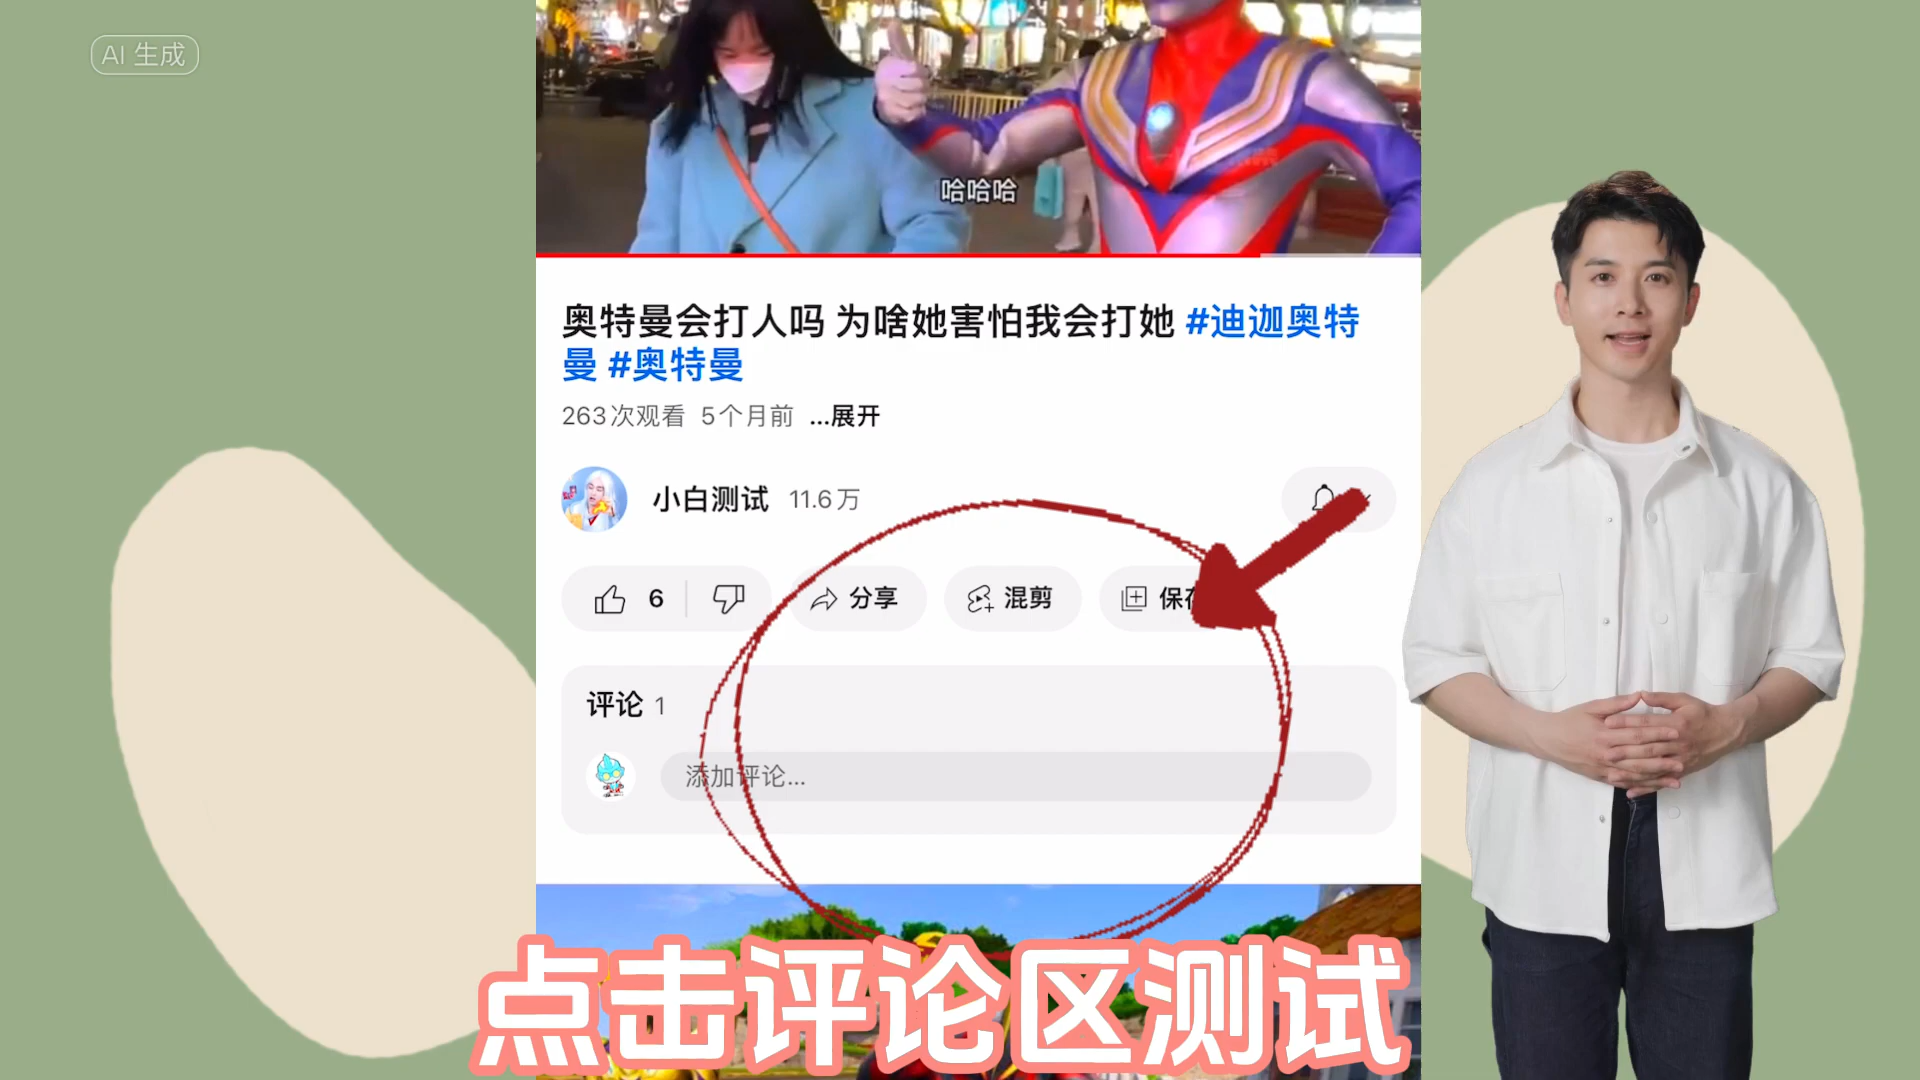 AI 生成
哈哈哈
奥特曼会打人吗 为啥她害怕我会打她 #迪迦奥特
曼 #奥特曼
263次观看 5个月前 ...展开
小白测试 11.6万
6 分享 混剪 保存
评论 1
添加评论...
点击评论区测试